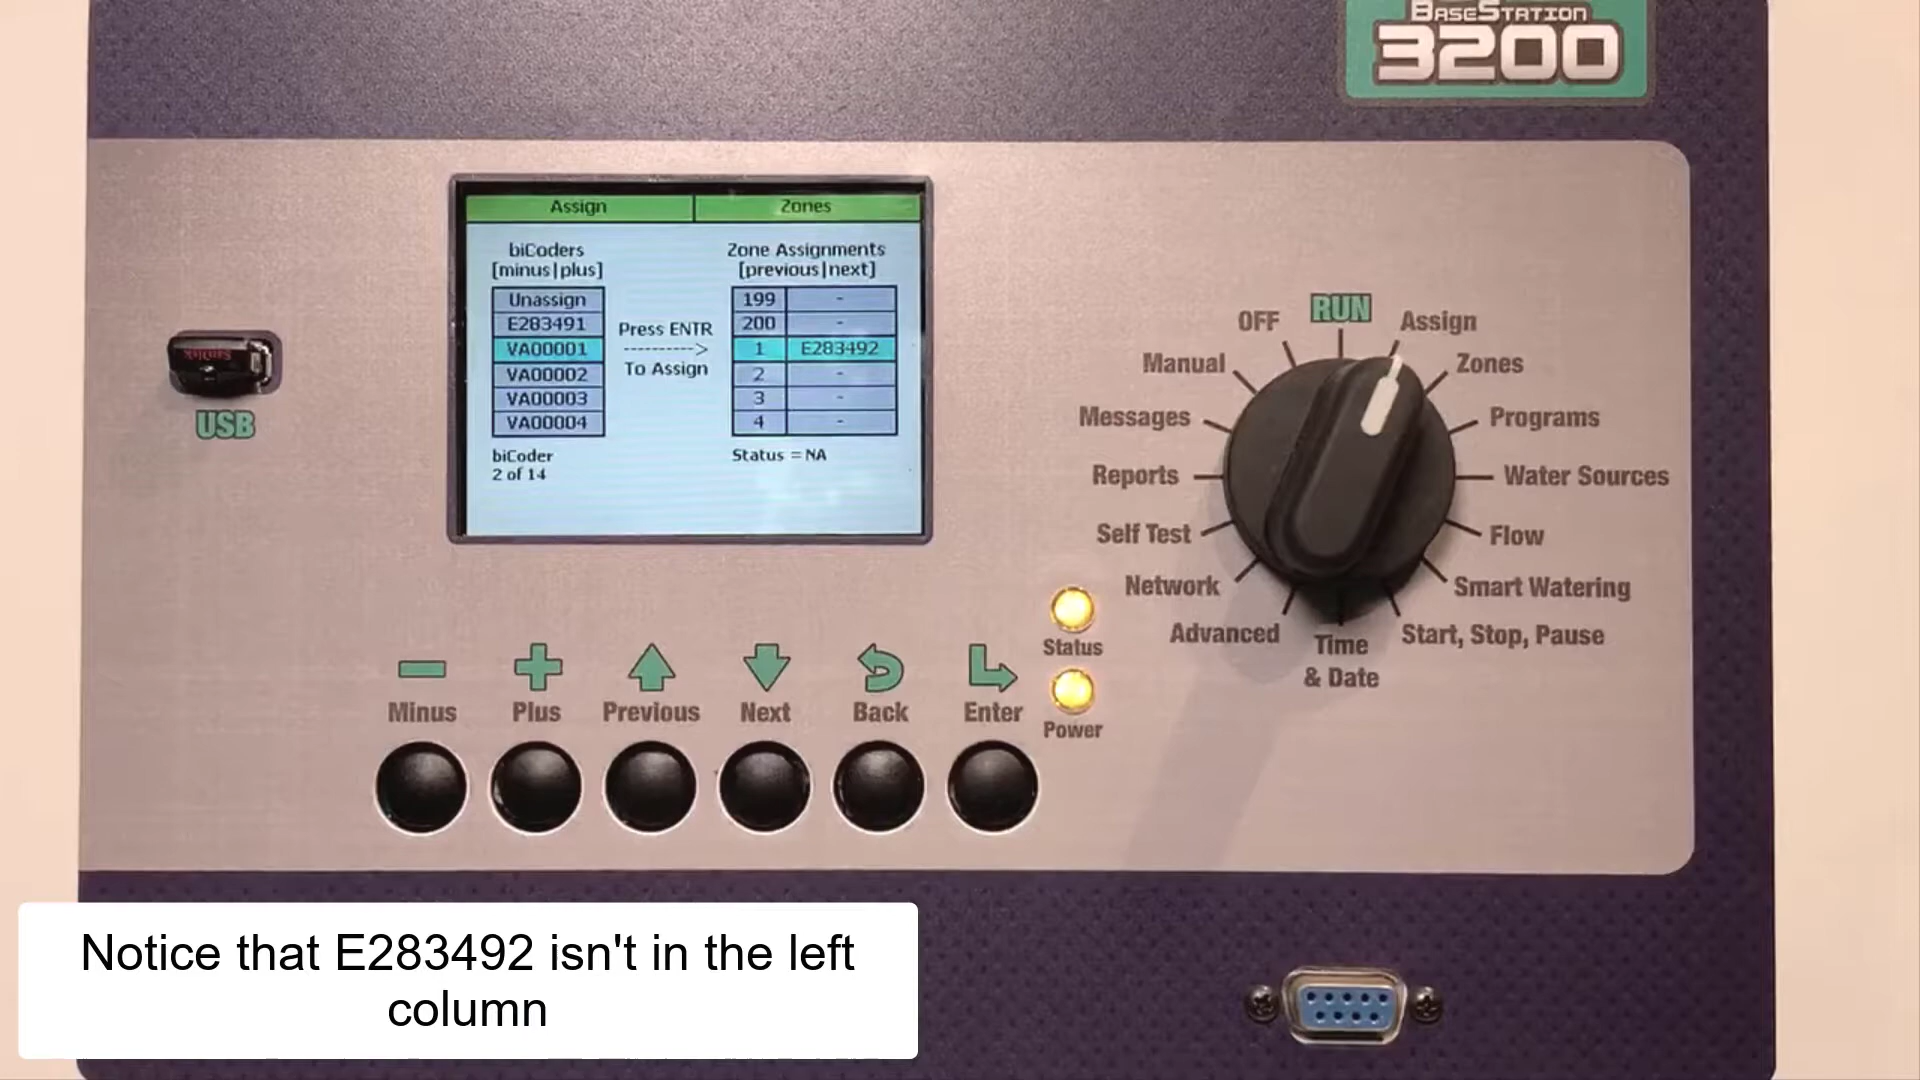 BASESTATION
3200
Assign Zones
biCoders
[minus|plus]
Unassign
E283491
VA00001
VA00002
VA00003
VA00004
biCoder
2 of 14
Press ENTR
---------->
To Assign
Zone Assignments
[previous|next]
199 -
200 -
1 E283492
2 -
3 -
4 -
Status = NA
SanDisk
USB
OFF
RUN
Assign
Manual
Zones
Messages
Programs
Reports
Water Sources
Self Test
Flow
Network
Smart Watering
Advanced
Time
& Date
Start, Stop, Pause
Status
Power
Minus
Plus
Previous
Next
Back
Enter
Notice that E283492 isn't in the left
column